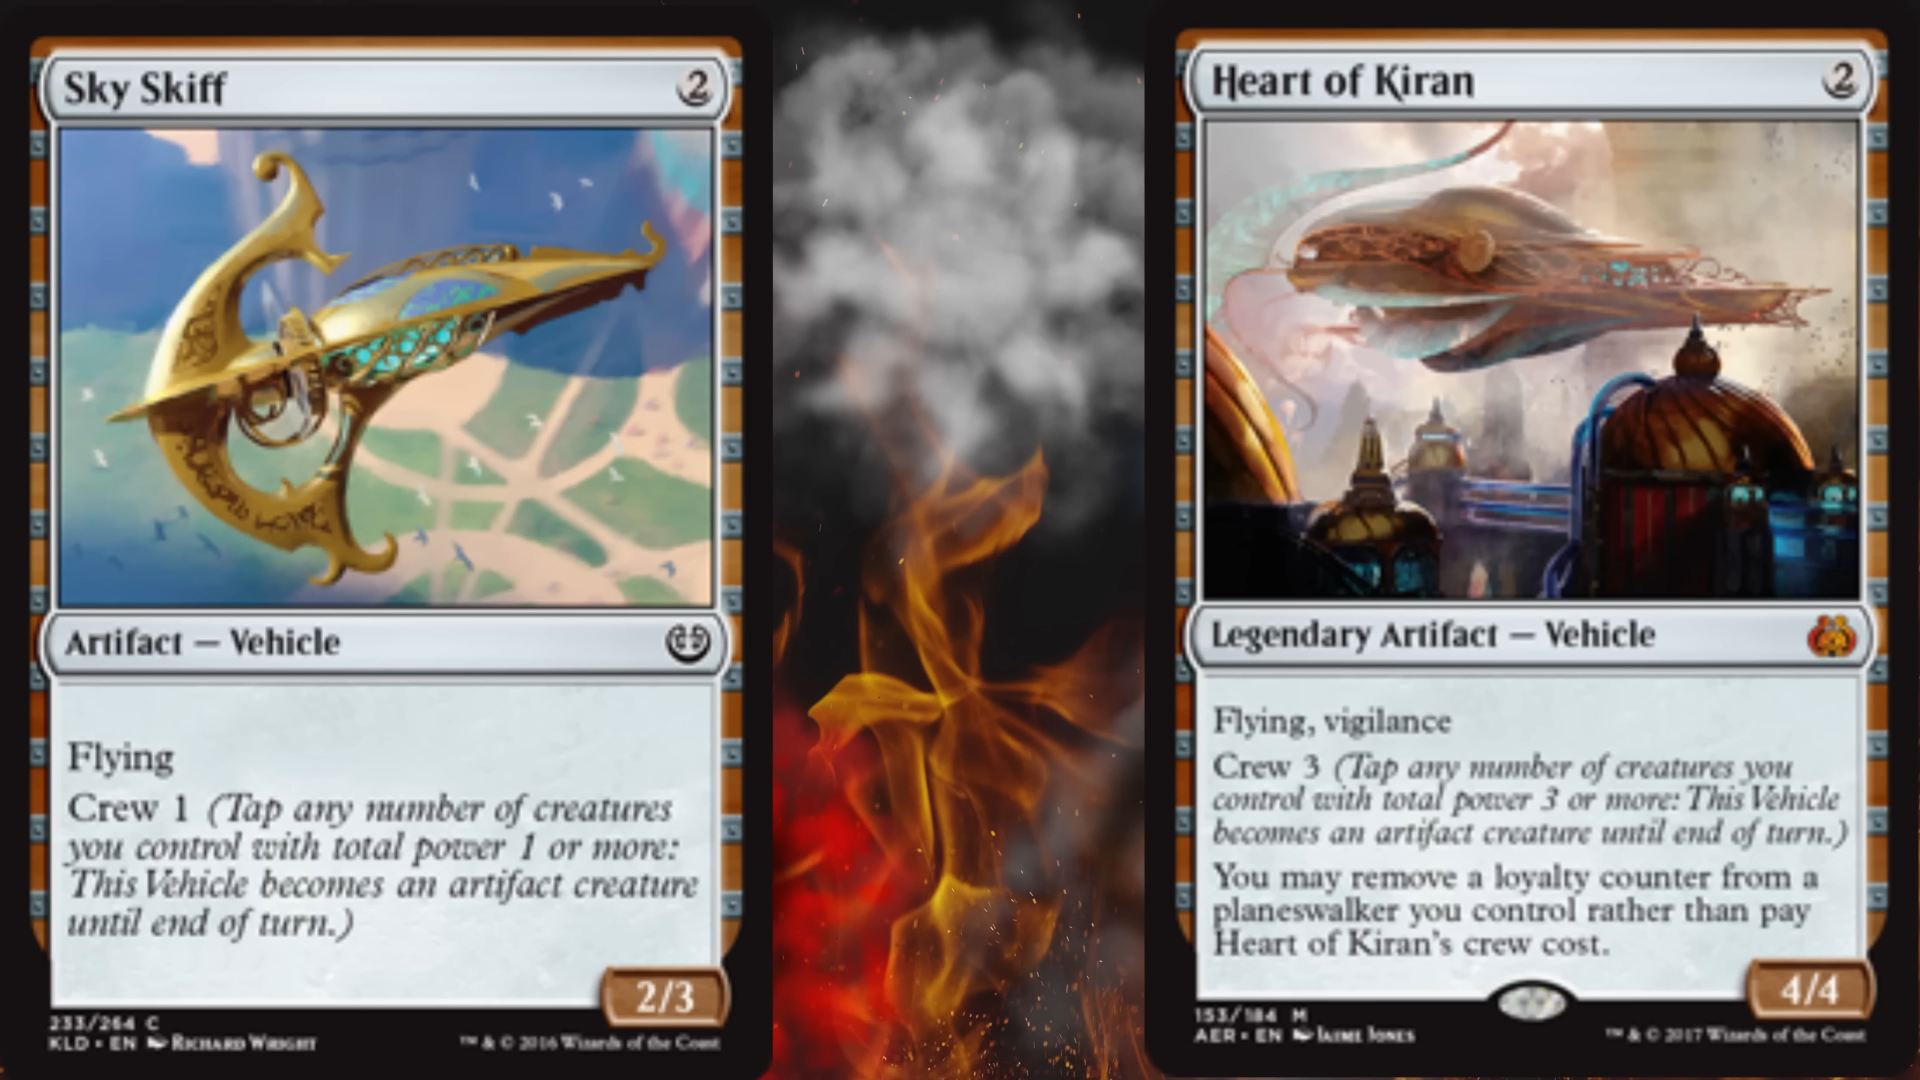 Sky Skiff 2
Artifact — Vehicle
Flying
Crew 1 (Tap any number of creatures
you control with total power 1 or more:
This Vehicle becomes an artifact creature
until end of turn.)
2/3
233/264 C
KLD • EN Richard Wright
™ & © 2016 Wizards of the Coast
Heart of Kiran 2
Legendary Artifact — Vehicle
Flying, vigilance
Crew 3 (Tap any number of creatures you
control with total power 3 or more: This Vehicle
becomes an artifact creature until end of turn.)
You may remove a loyalty counter from a
planeswalker you control rather than pay
Heart of Kiran's crew cost.
4/4
153/184 M
AER • EN Jaime Jones
™ & © 2017 Wizards of the Coast